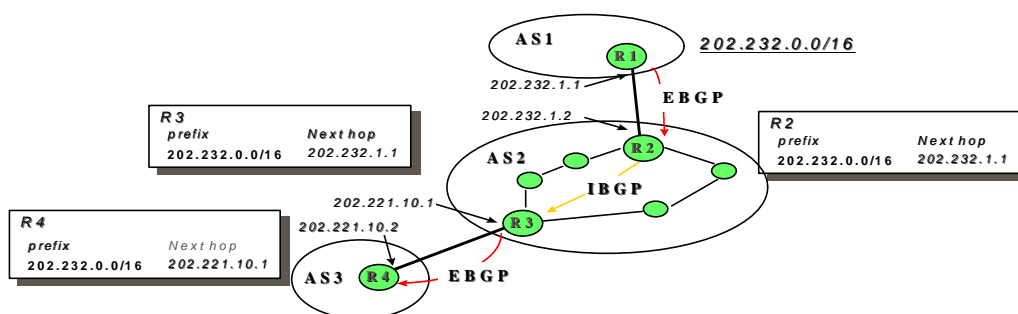 AS1
202.232.0.0/16
R1
202.232.1.1
EBGP
202.232.1.2
R3
prefix Next hop
202.232.0.0/16 202.232.1.1
R2
prefix Next hop
202.232.0.0/16 202.232.1.1
AS2
R2
IBGP
202.221.10.1
R3
202.221.10.2
R4
prefix Next hop
202.232.0.0/16 202.221.10.1
AS3
R4
EBGP